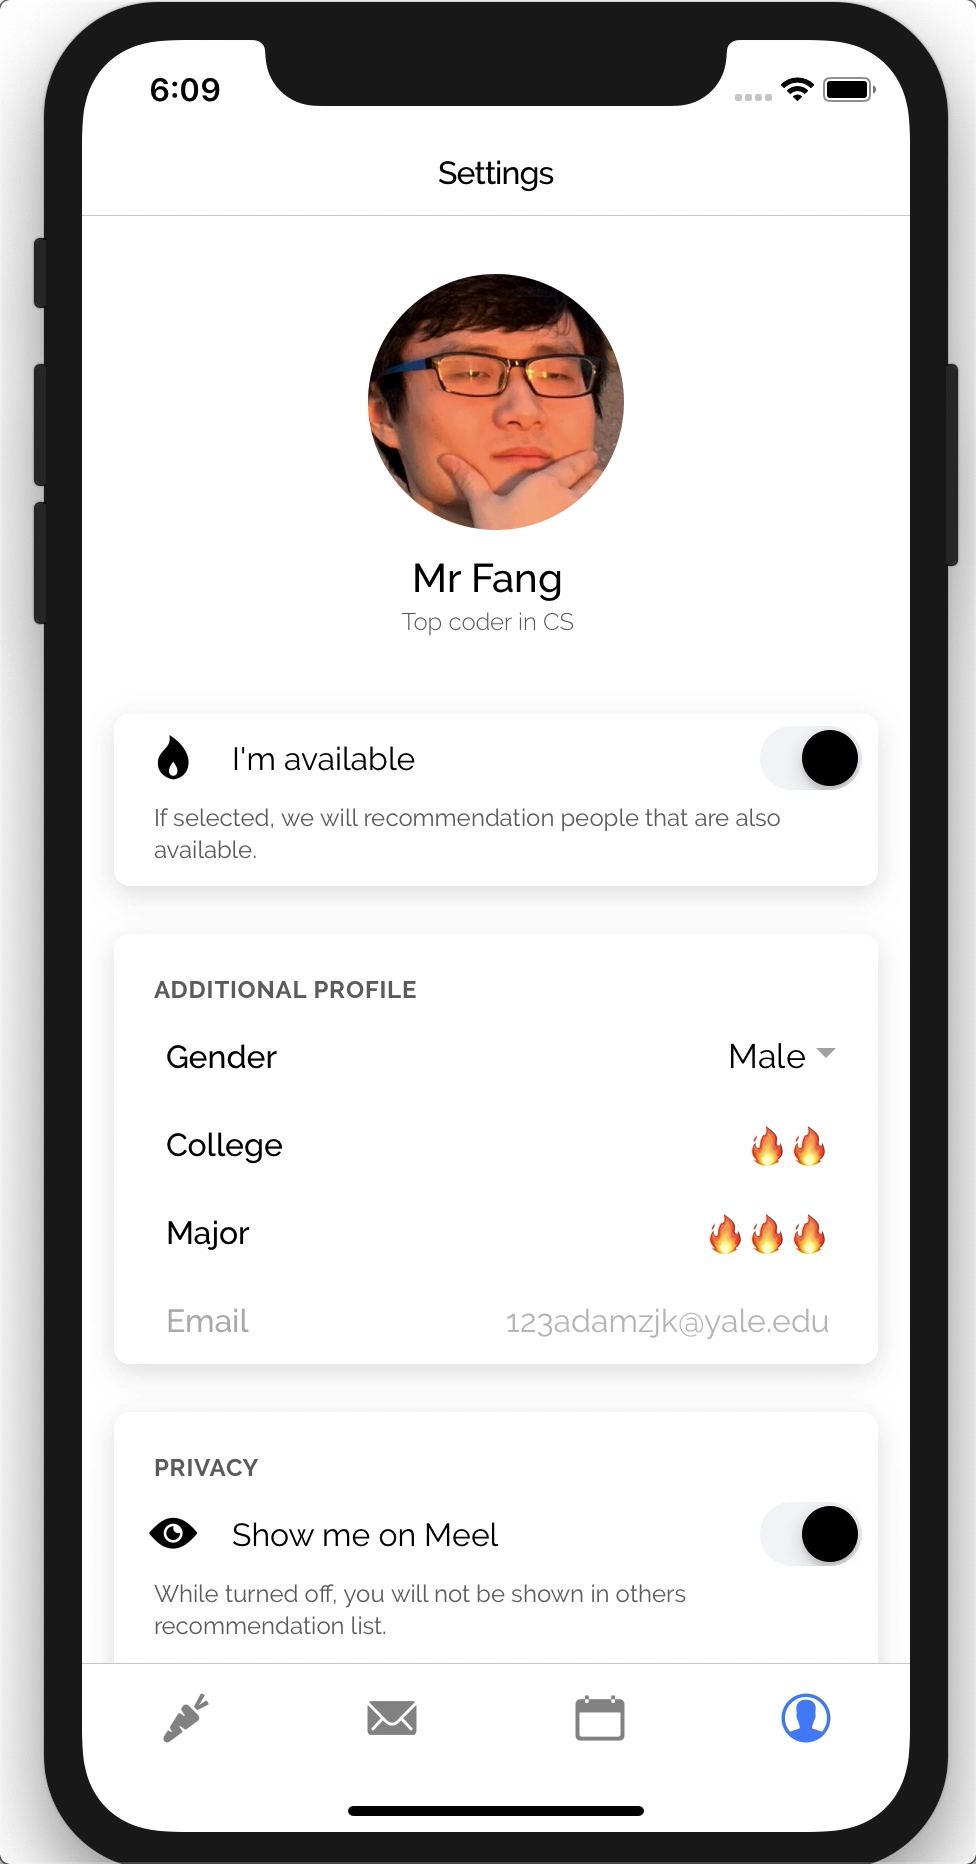 6:09
Settings
Mr Fang
Top coder in CS
I'm available
If selected, we will recommendation people that are also
available.
ADDITIONAL PROFILE
Gender Male
College 🔥🔥
Major 🔥🔥🔥
Email 123adamzjk@yale.edu
PRIVACY
Show me on Meel
While turned off, you will not be shown in others
recommendation list.